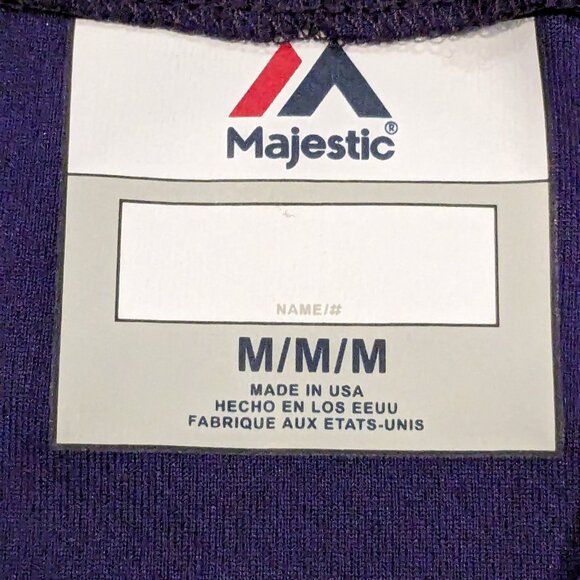 Majestic®
NAME/#
M/M/M
MADE IN USA
HECHO EN LOS EEUU
FABRIQUE AUX ETATS-UNIS